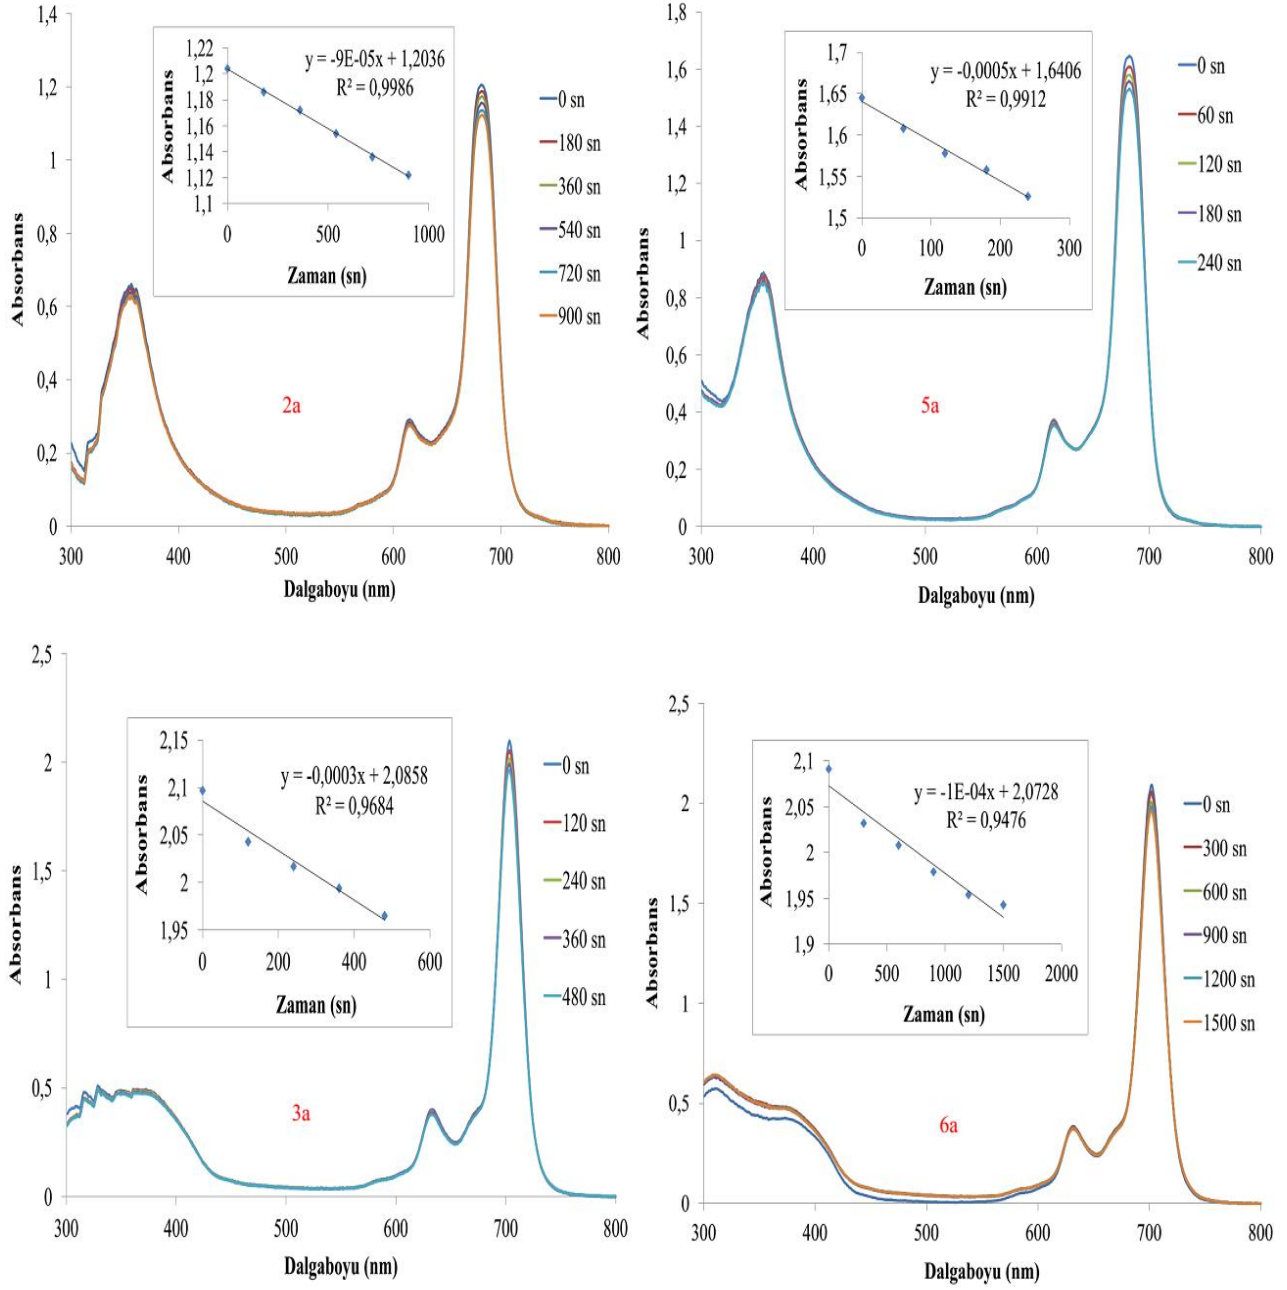 1,4
1,2
1
0,8
0,6
0,4
0,2
0
300
400
500
600
700
800
Absorbans
Dalgaboyu (nm)
1,22
1,2
1,18
1,16
1,14
1,12
1,1
0
500
1000
Absorbans
Zaman (sn)
y = -9E-05x + 1,2036
R² = 0,9986
0 sn
180 sn
360 sn
540 sn
720 sn
900 sn
2a
1,8
1,6
1,4
1,2
1
0,8
0,6
0,4
0,2
0
300
400
500
600
700
800
Absorbans
Dalgaboyu (nm)
1,7
1,65
1,6
1,55
1,5
0
100
200
300
Absorbans
Zaman (sn)
y = -0,0005x + 1,6406
R² = 0,9912
0 sn
60 sn
120 sn
180 sn
240 sn
5a
2,5
2
1,5
1
0,5
0
300
400
500
600
700
800
Absorbans
Dalgaboyu (nm)
2,15
2,1
2,05
2
1,95
0
200
400
600
Absorbans
Zaman (sn)
y = -0,0003x + 2,0858
R² = 0,9684
0 sn
120 sn
240 sn
360 sn
480 sn
3a
2,5
2
1,5
1
0,5
0
300
400
500
600
700
800
Absorbans
Dalgaboyu (nm)
2,1
2,05
2
1,95
1,9
0
500
1000
1500
2000
Absorbans
Zaman (sn)
y = -1E-04x + 2,0728
R² = 0,9476
0 sn
300 sn
600 sn
900 sn
1200 sn
1500 sn
6a